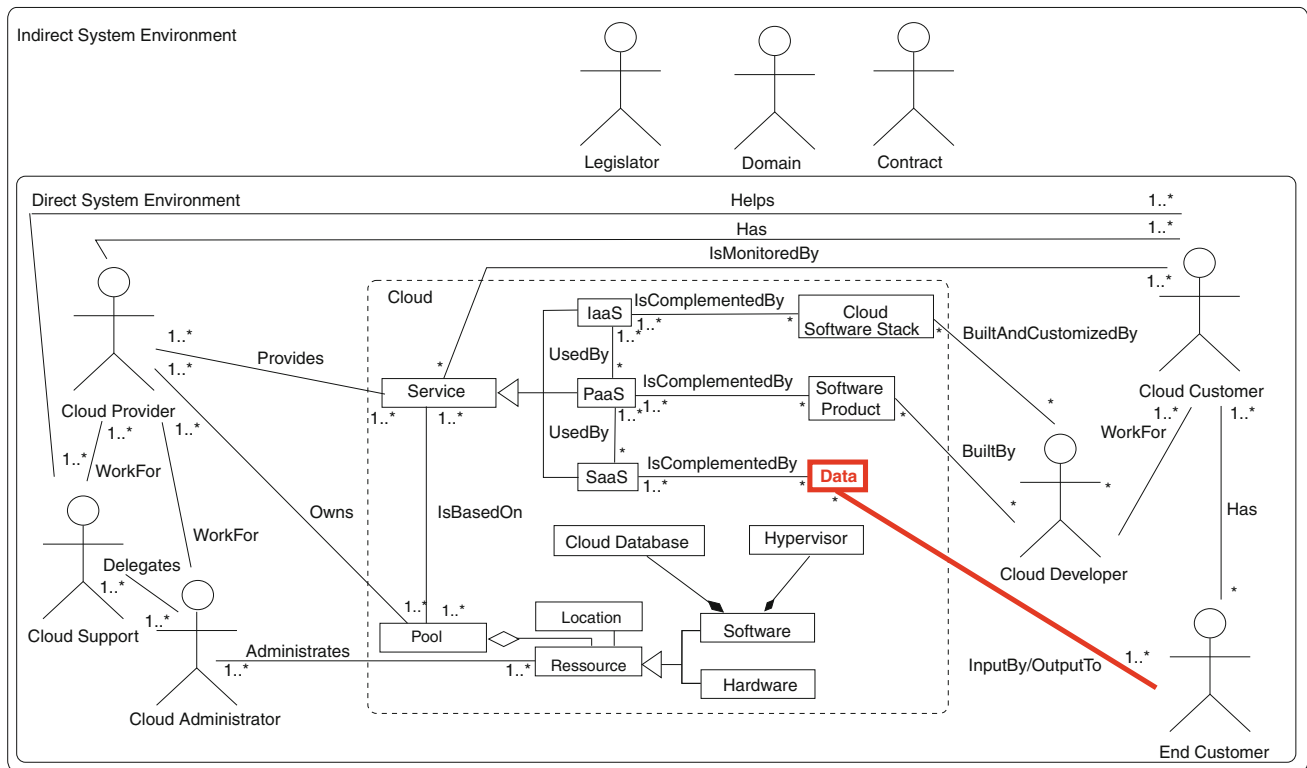 Indirect System Environment
Legislator
Domain
Contract
Direct System Environment
Helps
1..*
Has
1..*
IsMonitoredBy
1..*
Cloud
IaaS
IsComplementedBy
1..*
*
Cloud
Software Stack
*
BuiltAndCustomizedBy
*
1..*
Provides
1..*
UsedBy
*
*
Service
1..*
1..*
PaaS
IsComplementedBy
1..*
1..*
*
Software
Product
*
Cloud Provider
Cloud Customer
1..*
1..*
1..*
1..*
WorkFor
1..*
UsedBy
*
BuiltBy
*
WorkFor
*
SaaS
IsComplementedBy
1..*
*
Data
*
Owns
IsBasedOn
Has
WorkFor
Cloud Database
Hypervisor
Cloud Developer
Delegates
1..*
1..*
Cloud Support
1..*
1..*
Pool
Location
Software
*
Administrates
1..*
1..*
Ressource
Hardware
InputBy/OutputTo
1..*
Cloud Administrator
End Customer